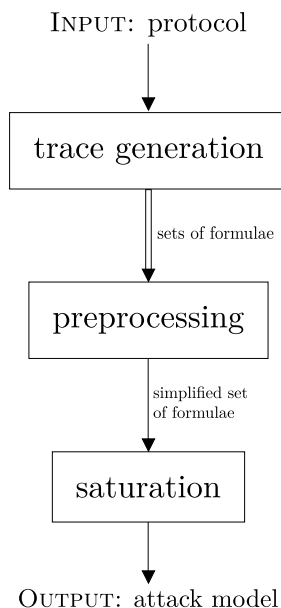 INPUT: protocol
trace generation
sets of formulae
preprocessing
simplified set
of formulae
saturation
OUTPUT: attack model